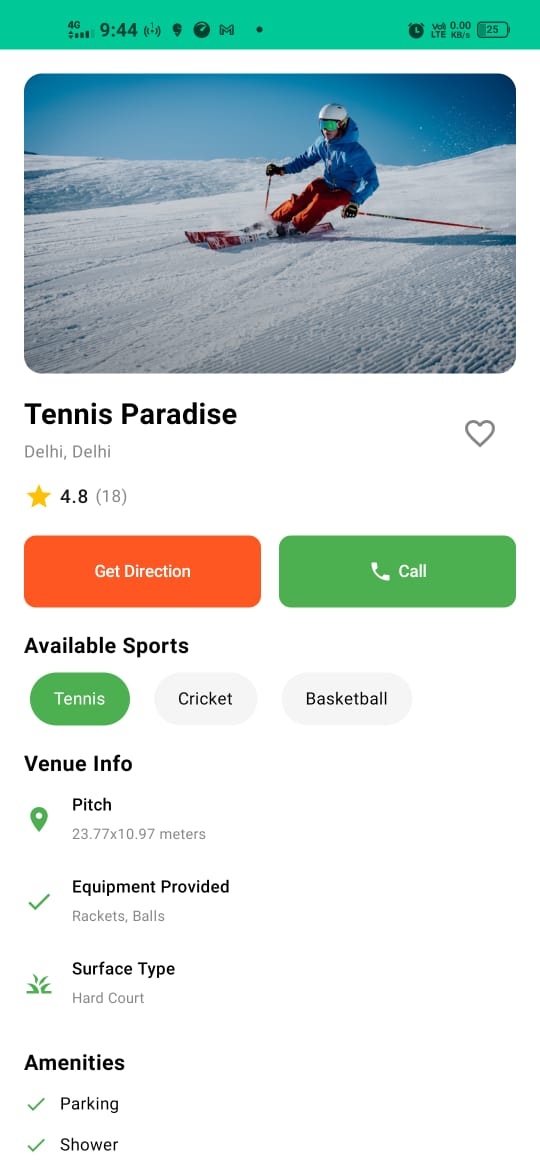 4G 9:44 Voll LTE 0.00 KB/s 25
Tennis Paradise
Delhi, Delhi
4.8 (18)
Get Direction
Call
Available Sports
Tennis Cricket Basketball
Venue Info
Pitch
23.77x10.97 meters
Equipment Provided
Rackets, Balls
Surface Type
Hard Court
Amenities
Parking
Shower